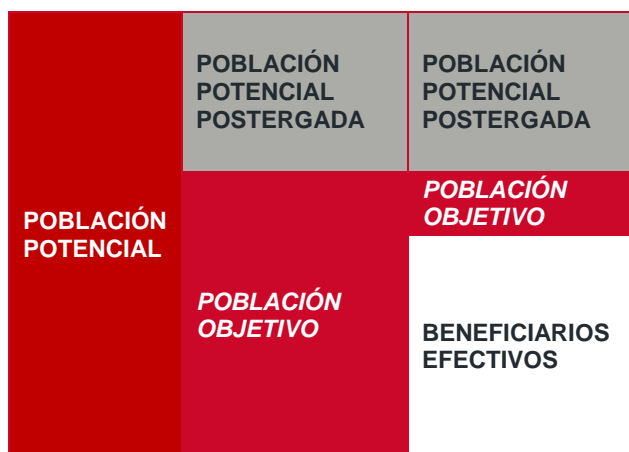 POBLACIÓN
POTENCIAL
POBLACIÓN
POTENCIAL
POSTERGADA
POBLACIÓN
OBJETIVO
POBLACIÓN
POTENCIAL
POSTERGADA
POBLACIÓN
OBJETIVO
BENEFICIARIOS
EFECTIVOS